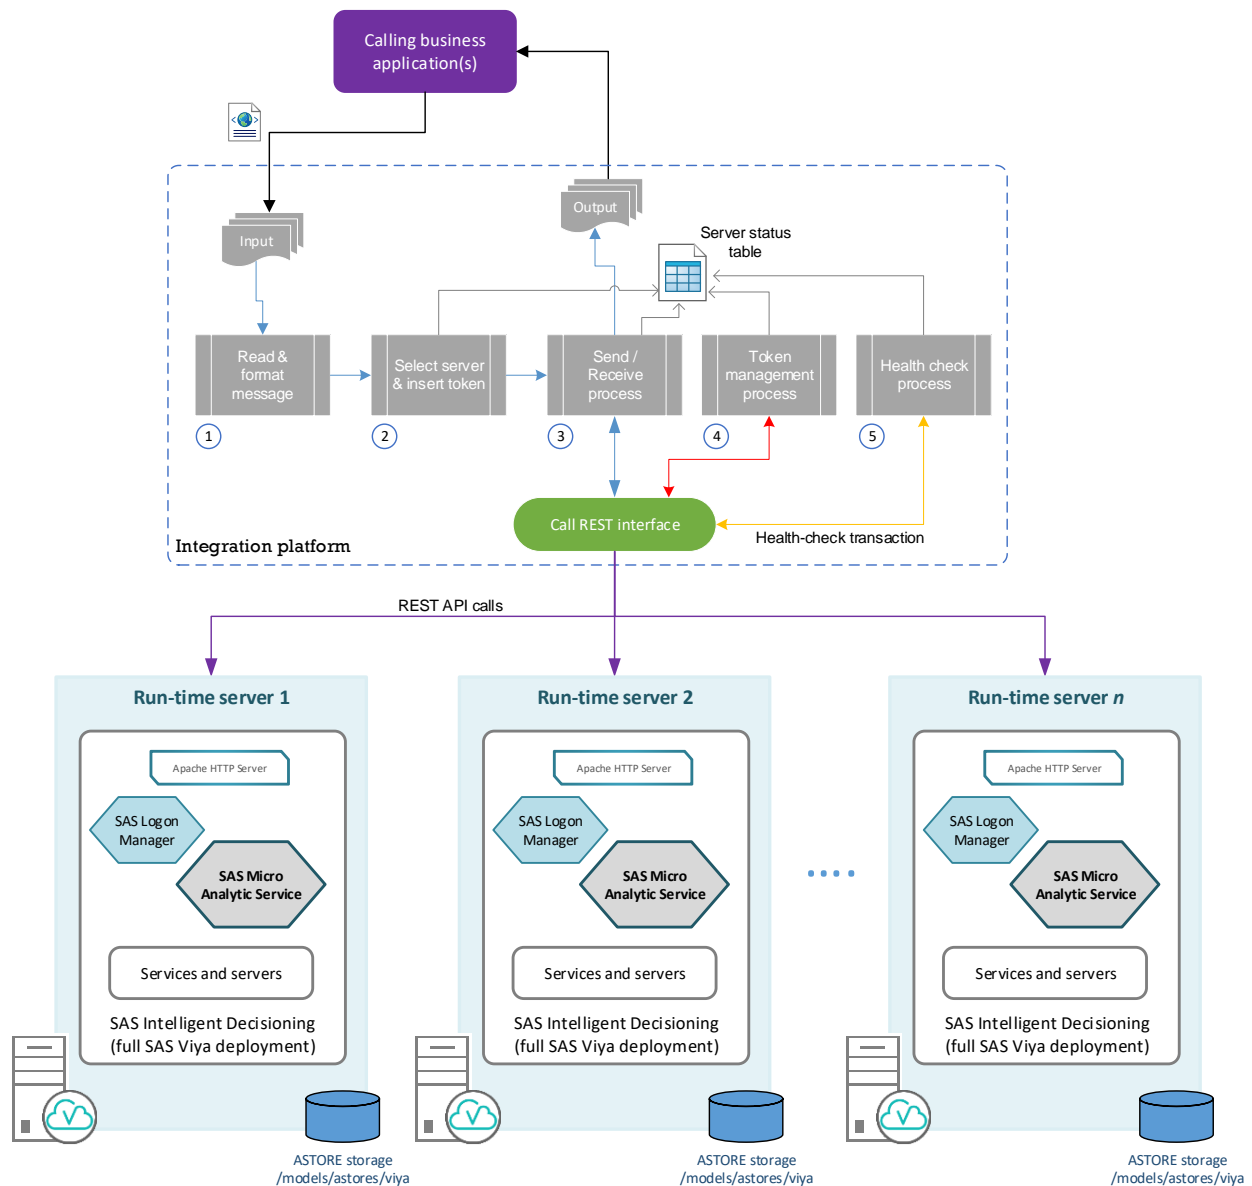 Calling business
application(s)
Input
Output
Server status
table
Read &
format
message
Select server
& insert token
Send /
Receive
process
Token
management
process
Health check
process
1
2
3
4
5
Call REST interface
Health-check transaction
Integration platform
REST API calls
Run-time server 1
Apache HTTP Server
SAS Logon
Manager
SAS Micro
Analytic Service
Services and servers
SAS Intelligent Decisioning
(full SAS Viya deployment)
ASTORE storage
/models/astores/viya
Run-time server 2
Apache HTTP Server
SAS Logon
Manager
SAS Micro
Analytic Service
Services and servers
SAS Intelligent Decisioning
(full SAS Viya deployment)
ASTORE storage
/models/astores/viya
Run-time server n
Apache HTTP Server
SAS Logon
Manager
SAS Micro
Analytic Service
Services and servers
SAS Intelligent Decisioning
(full SAS Viya deployment)
ASTORE storage
/models/astores/viya